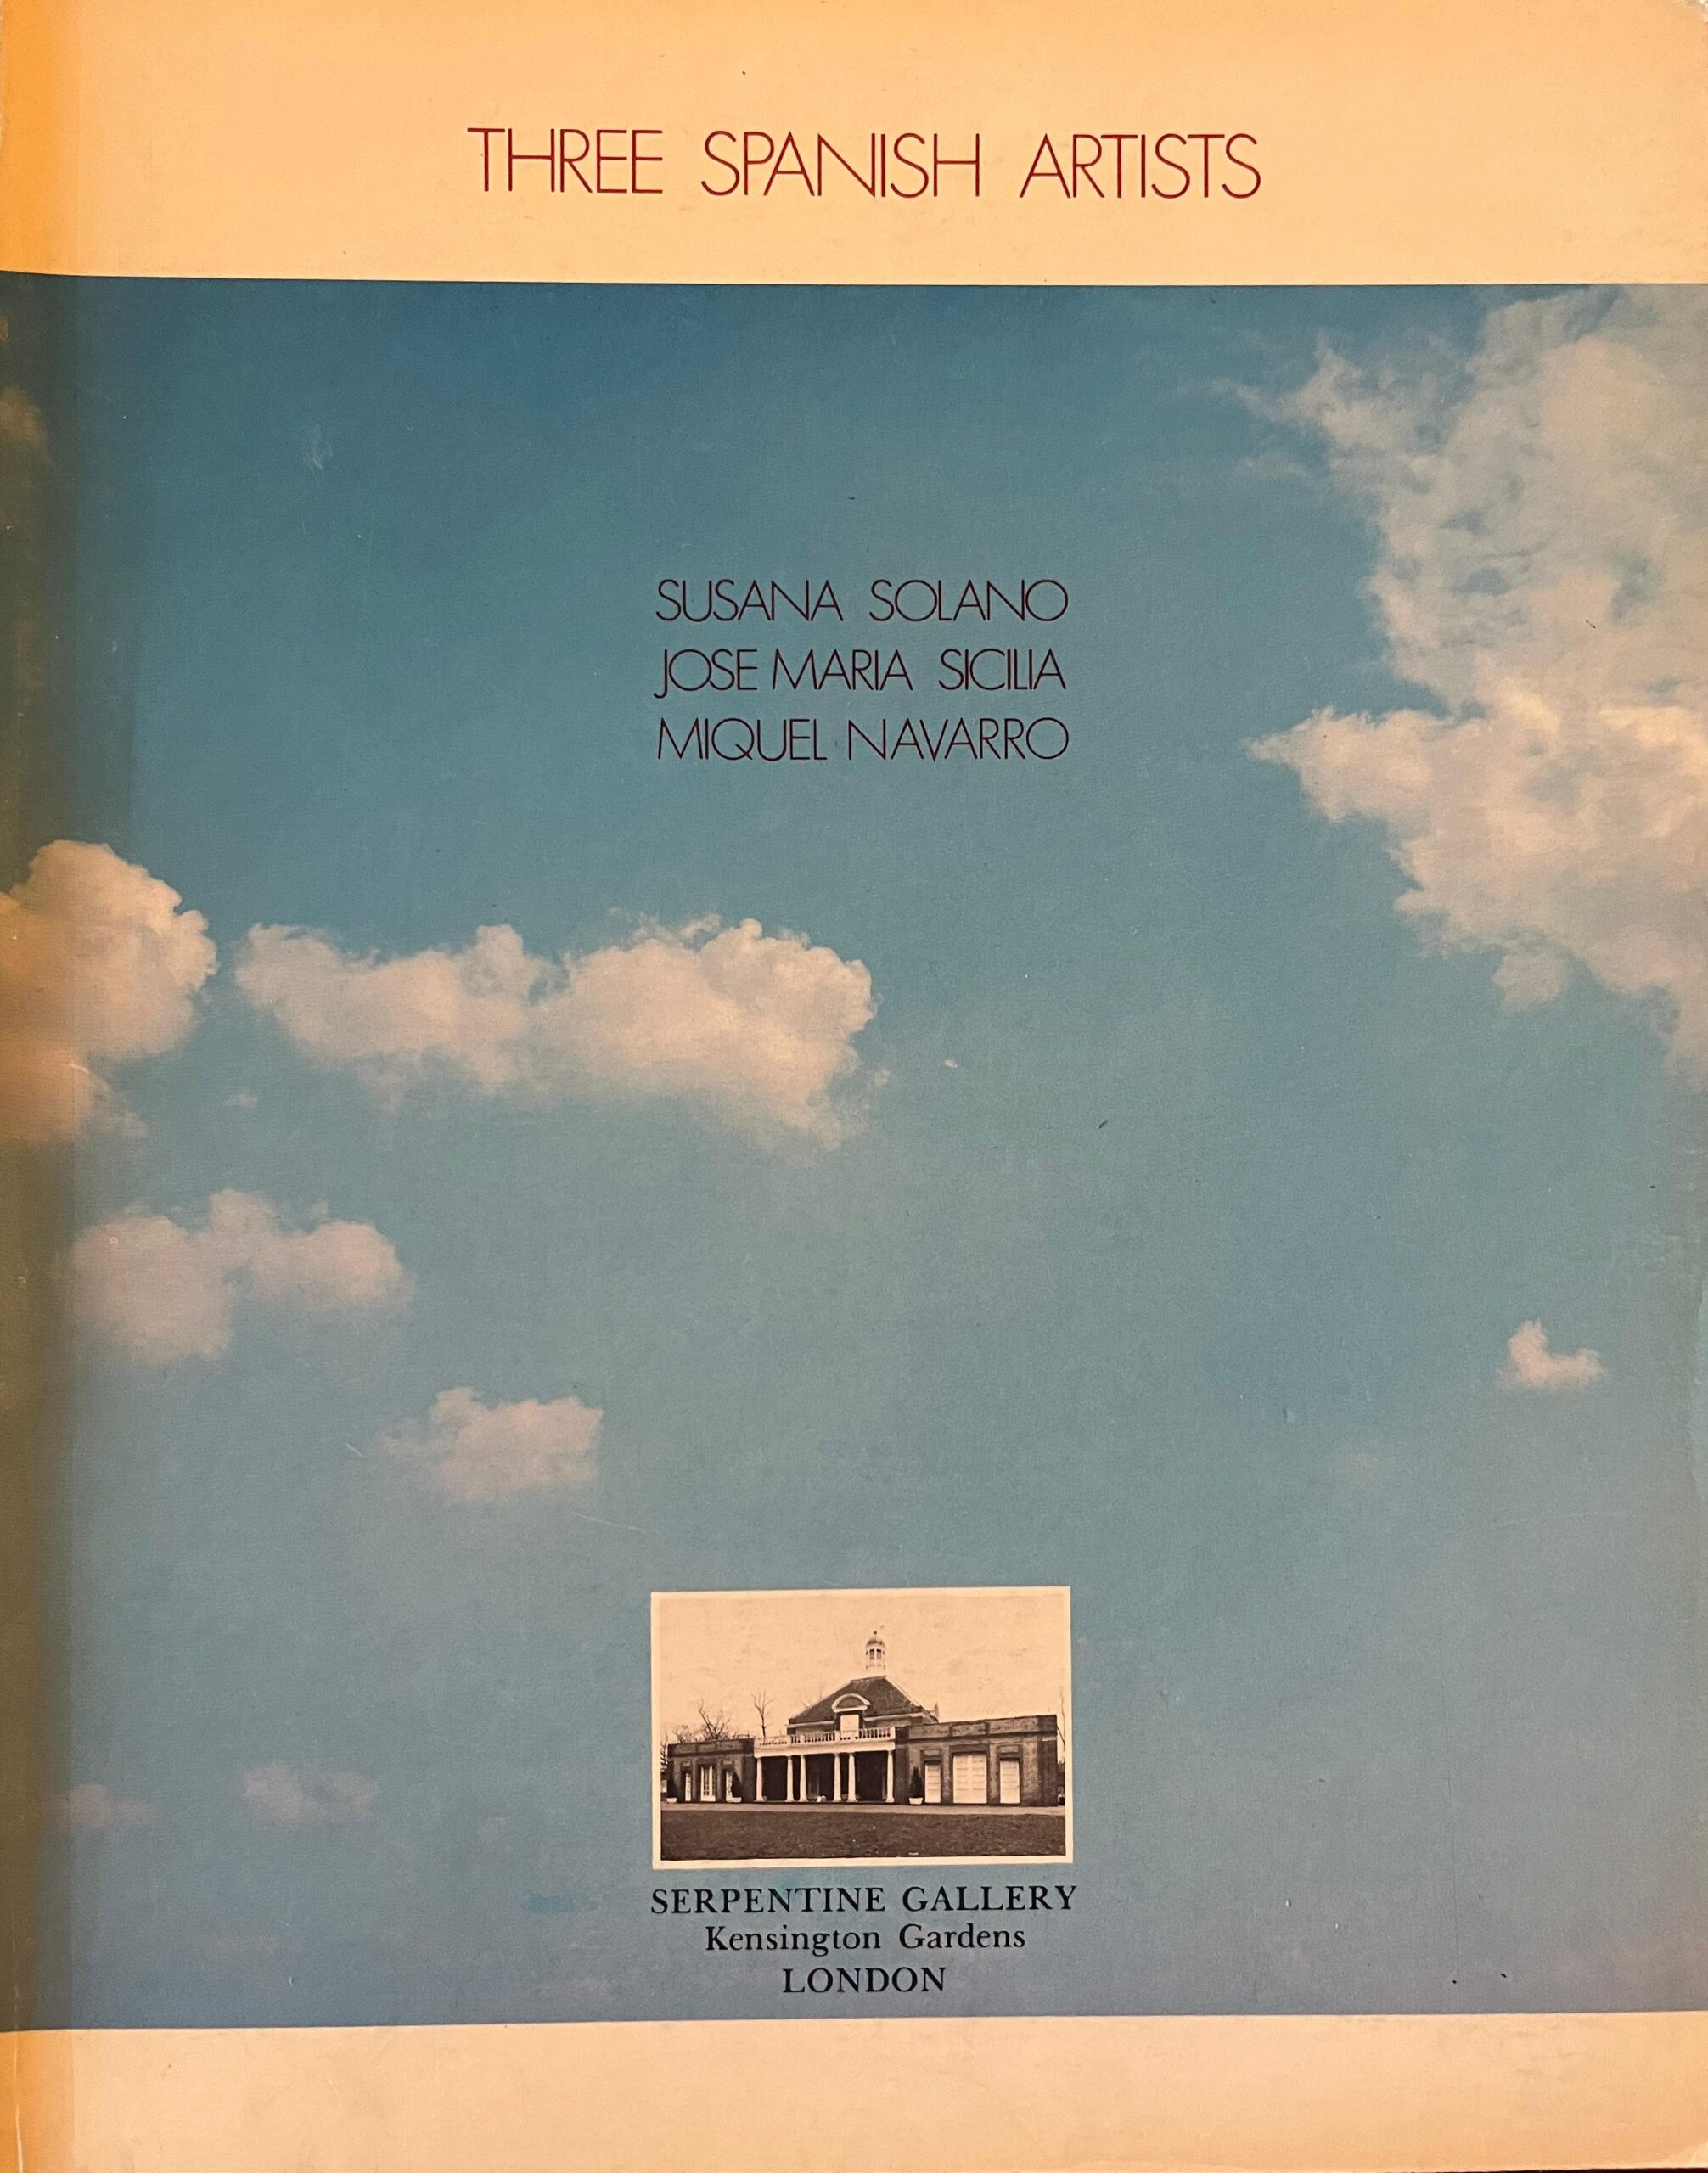 THREE SPANISH ARTISTS
SUSANA SOLANO
JOSE MARIA SICILIA
MIQUEL NAVARRO
SERPENTINE GALLERY
Kensington Gardens
LONDON